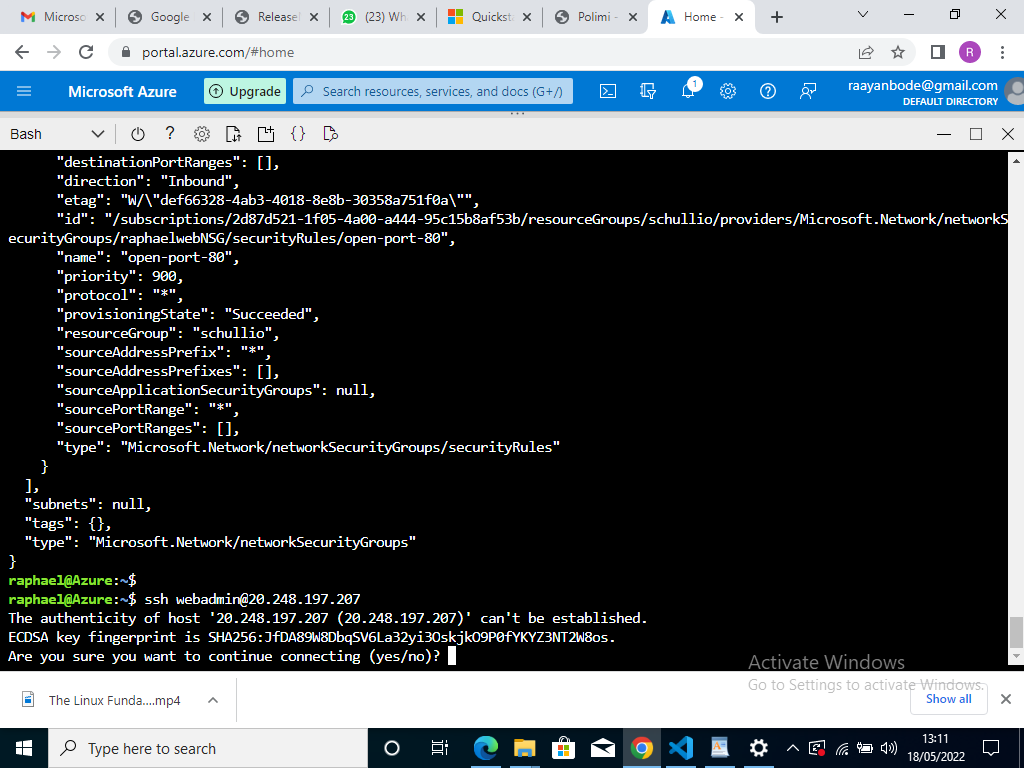 Microso
Google
Release
23
(23) Wh
Quickst
Polimi -
Home -
portal.azure.com/#home
R
Microsoft Azure
Upgrade
Search resources, services, and docs (G+/)
1
raayanbode@gmail.com
DEFAULT DIRECTORY
Bash
"destinationPortRanges": [],
"direction": "Inbound",
"etag": "W/\"def66328-4ab3-4018-8e8b-30358a751f0a\"",
"id": "/subscriptions/2d87d521-1f05-4a00-a444-95c15b8af53b/resourceGroups/schullio/providers/Microsoft.Network/networkS
ecurityGroups/raphaelwebNSG/securityRules/open-port-80",
"name": "open-port-80",
"priority": 900,
"protocol": "*",
"provisioningState": "Succeeded",
"resourceGroup": "schullio",
"sourceAddressPrefix": "*",
"sourceAddressPrefixes": [],
"sourceApplicationSecurityGroups": null,
"sourcePortRange": "*",
"sourcePortRanges": [],
"type": "Microsoft.Network/networkSecurityGroups/securityRules"
}
],
"subnets": null,
"tags": {},
"type": "Microsoft.Network/networkSecurityGroups"
}
raphael@Azure:~$
raphael@Azure:~$ ssh webadmin@20.248.197.207
The authenticity of host '20.248.197.207 (20.248.197.207)' can't be established.
ECDSA key fingerprint is SHA256:JfDA89W8DbqSV6La32yi3OskjkO9P0fYKYZ3NT2W8os.
Are you sure you want to continue connecting (yes/no)?
Activate Windows
Go to Settings to activate Windows.
The Linux Funda....mp4
Show all
Type here to search
13:11
18/05/2022